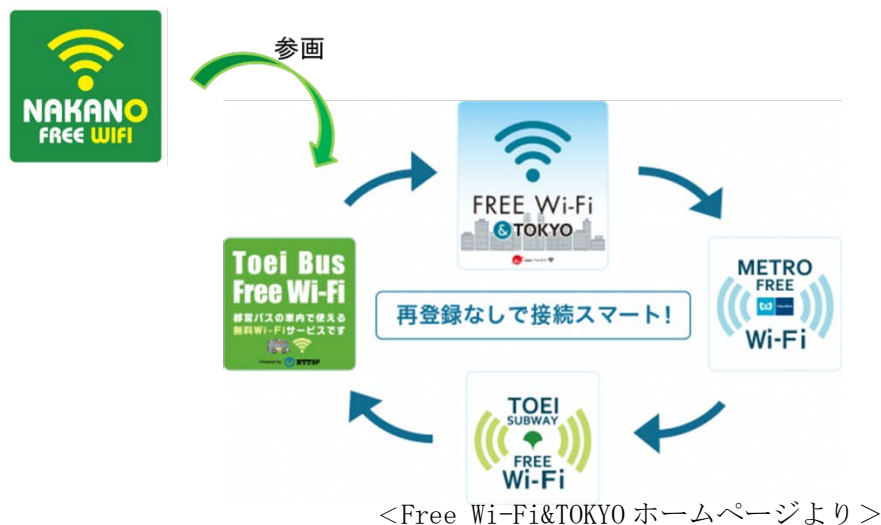 参画
NAKANO
FREE WIFI
FREE Wi-Fi
& TOKYO
Toei Bus
Free Wi-Fi
都営バスの車内で使える
無料Wi-Fiサービスです
Powered by NTTBP
再登録なしで接続スマート!
METRO
FREE
Wi-Fi
TOEI
SUBWAY
FREE
Wi-Fi
<Free Wi-Fi&TOKYO ホームページより>